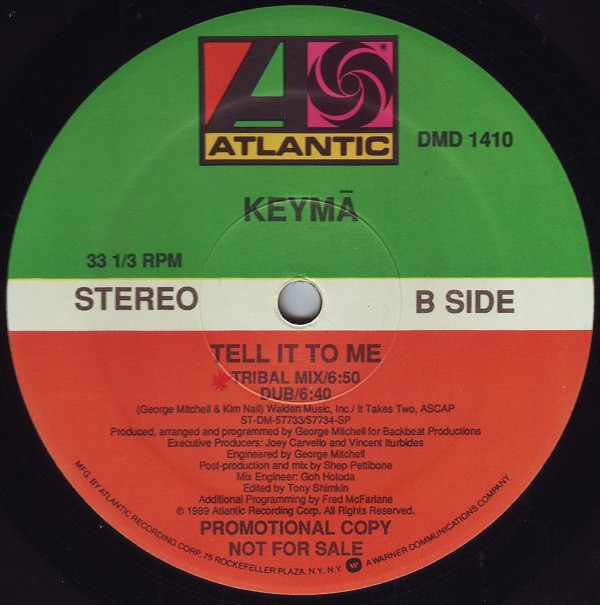 ATLANTIC
DMD 1410
KEYMĀ
33 1/3 RPM
STEREO
B SIDE
TELL IT TO ME
TRIBAL MIX/6:50
DUB/6:40
(George Mitchell & Kim Nail) Walden Music, Inc./ It Takes Two, ASCAP
ST-DM-57733/57734-SP
Produced, arranged and programmed by George Mitchell for Backbeat Productions
Executive Producers: Joey Carvello and Vincent Iturbides
Engineered by George Mitchell
Post-production and mix by Shep Pettibone
Mix Engineer: Goh Hotoda
Edited by Tony Shimkin
Additional Programming by Fred McFarlane
© 1989 Atlantic Recording Corp. All Rights Reserved.
PROMOTIONAL COPY
NOT FOR SALE
MFG. BY ATLANTIC RECORDING CORP. 75 ROCKEFELLER PLAZA, N.Y., N.Y. A WARNER COMMUNICATIONS COMPANY